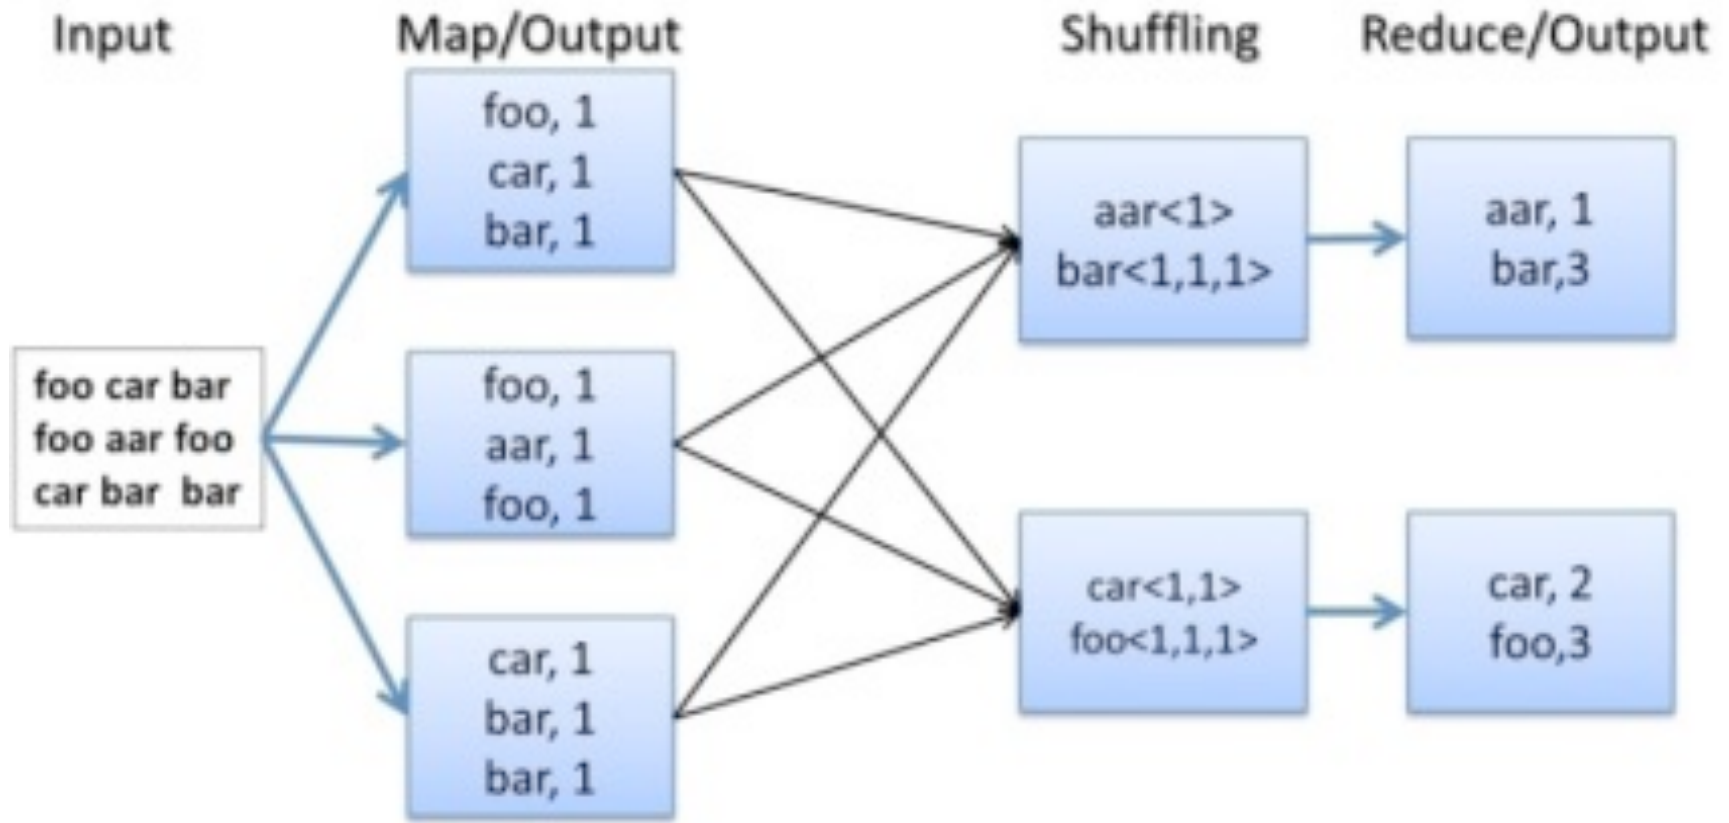 Input
Map/Output
Shuffling
Reduce/Output
foo car bar
foo aar foo
car bar  bar
foo, 1
car, 1
bar, 1
foo, 1
aar, 1
foo, 1
car, 1
bar, 1
bar, 1
aar<1>
bar<1,1,1>
car<1,1>
foo<1,1,1>
aar, 1
bar,3
car, 2
foo,3